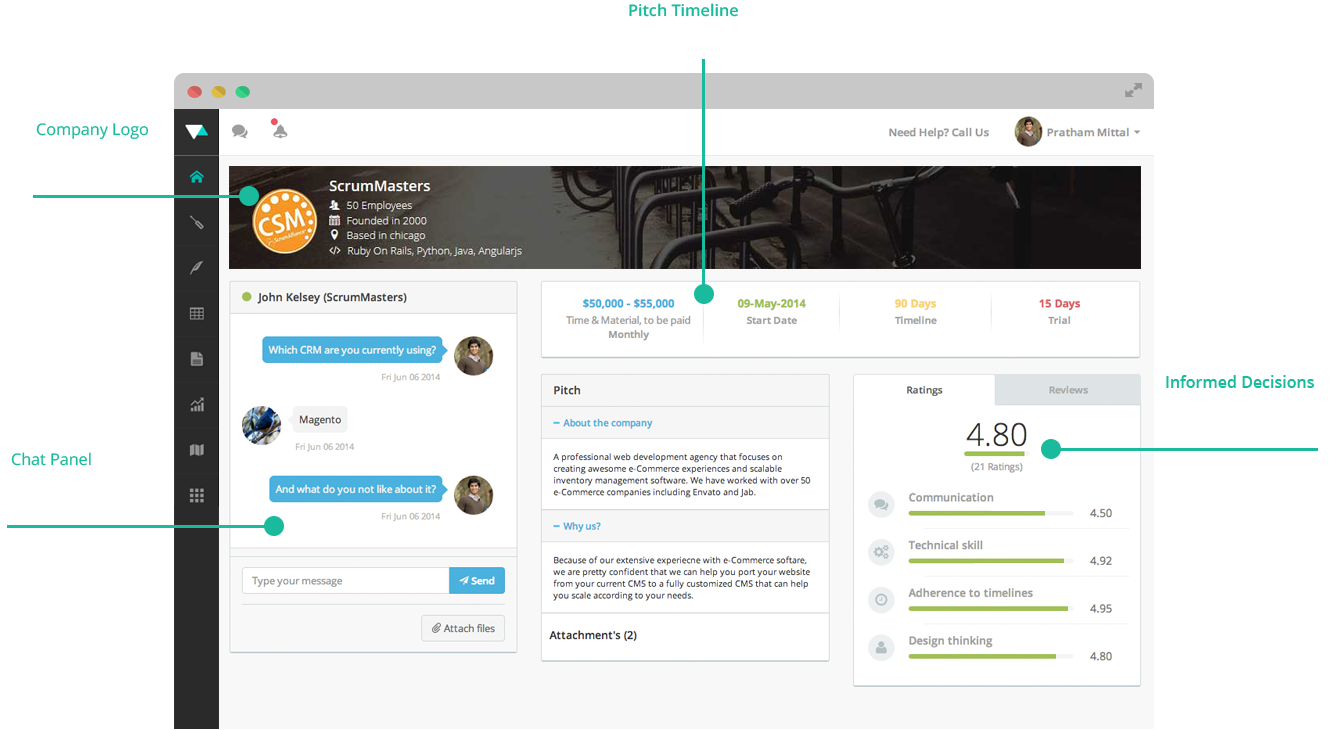 Pitch Timeline
Company Logo
Need Help? Call Us
Pratham Mittal
CSM
ScrumMasters
50 Employees
Founded in 2000
Based in chicago
Ruby On Rails, Python, Java, Angularjs
John Kelsey (ScrumMasters)
Which CRM are you currently using?
Fri Jun 06 2014
Magento
Fri Jun 06 2014
Chat Panel
And what do you not like about it?
Fri Jun 06 2014
Type your message
Send
Attach files
$50,000 - $55,000
Time & Material, to be paid
Monthly
09-May-2014
Start Date
90 Days
Timeline
15 Days
Trial
Pitch
About the company
A professional web development agency that focuses on
creating awesome e-Commerce experiences and scalable
inventory management software. We have worked with over 50
e-Commerce companies including Envato and Jab.
Why us?
Because of our extensive experiecne with e-Commerce softare,
we are pretty confident that we can help you port your website
from your current CMS to a fully customized CMS that can help
you scale according to your needs.
Attachment's (2)
Ratings
Reviews
Informed Decisions
4.80
(21 Ratings)
Communication
4.50
Technical skill
4.92
Adherence to timelines
4.95
Design thinking
4.80